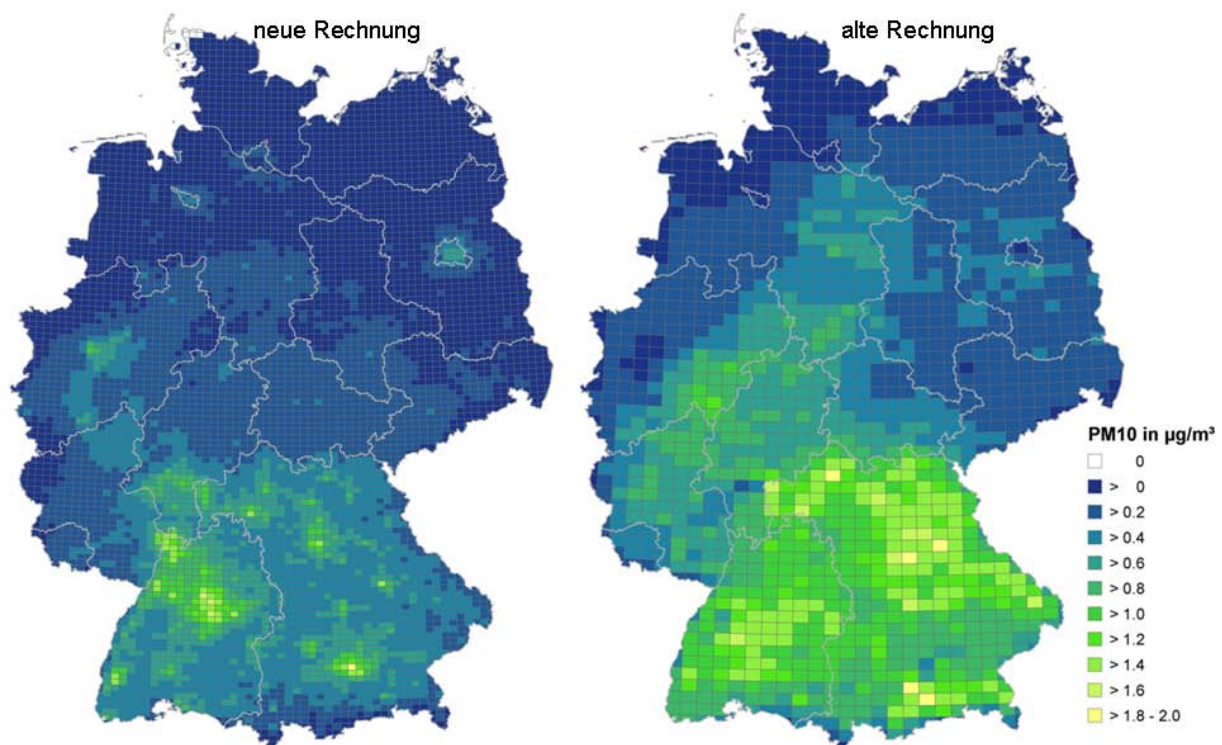 neue Rechnung
alte Rechnung
PM10 in µg/m³
0
> 0
> 0.2
> 0.4
> 0.6
> 0.8
> 1.0
> 1.2
> 1.4
> 1.6
> 1.8 - 2.0